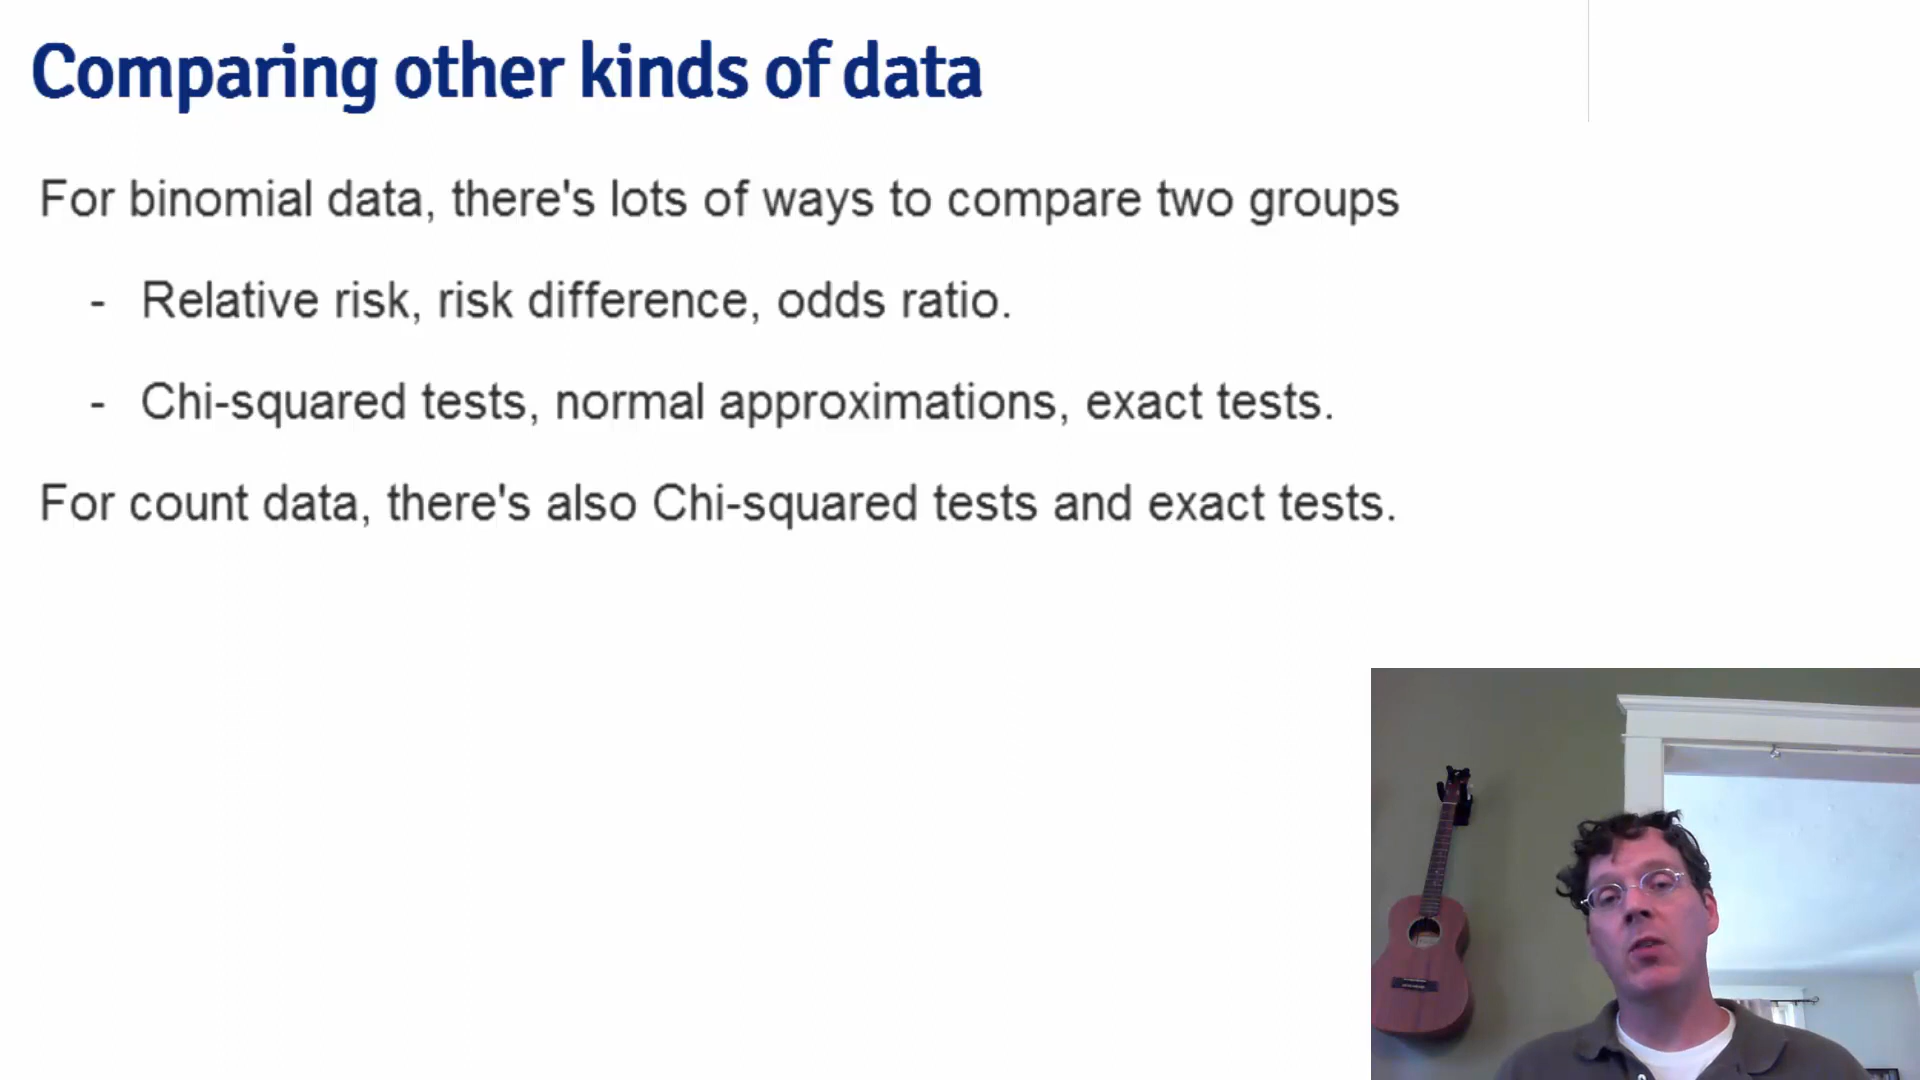 Comparing other kinds of data
For binomial data, there's lots of ways to compare two groups
- Relative risk, risk difference, odds ratio.
- Chi-squared tests, normal approximations, exact tests.
For count data, there's also Chi-squared tests and exact tests.